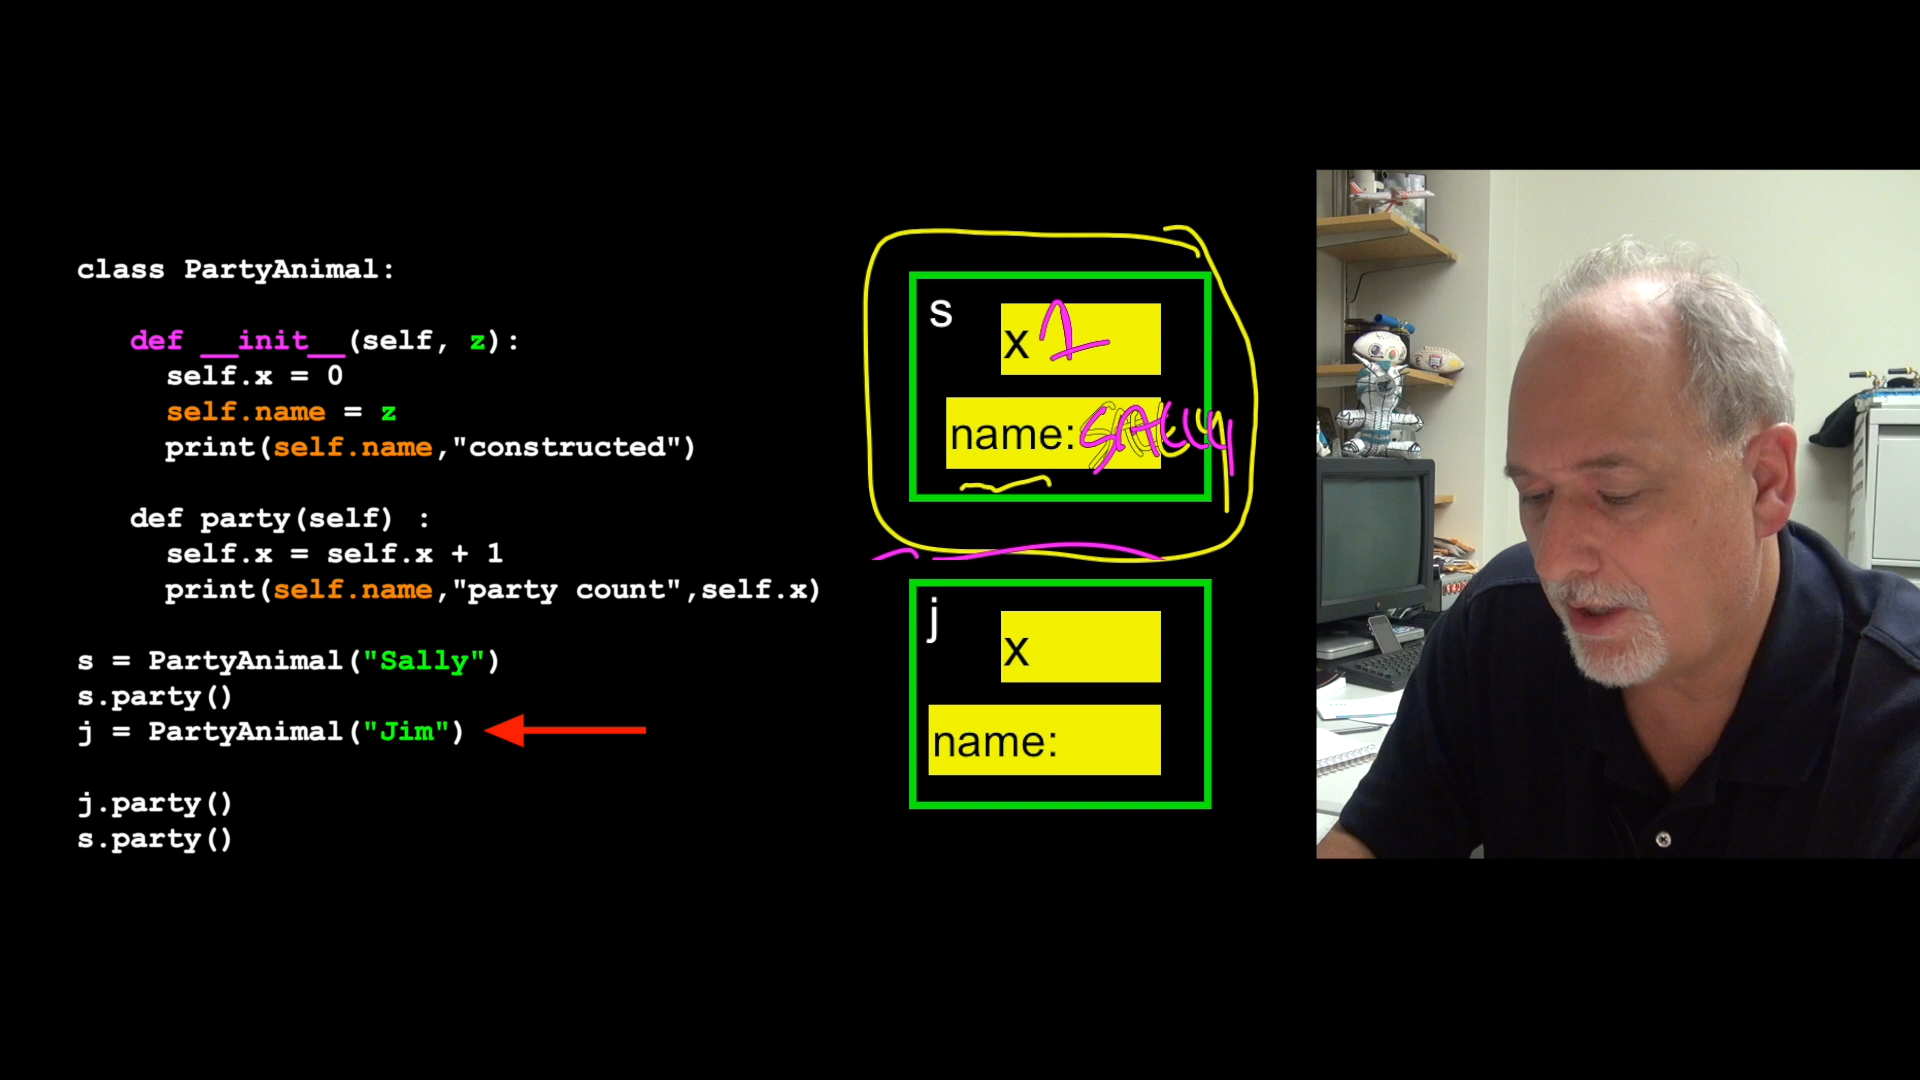 class PartyAnimal:
def __init__(self, z):
self.x = 0
self.name = z
print(self.name,"constructed")
def party(self) :
self.x = self.x + 1
print(self.name,"party count",self.x)
s = PartyAnimal("Sally")
s.party()
j = PartyAnimal("Jim")
j.party()
s.party()
s
x 1
name: SALLY
j
x
name: